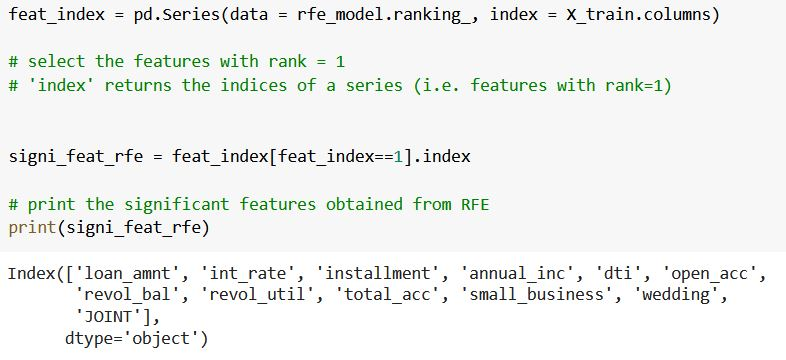 feat_index = pd.Series(data = rfe_model.ranking_, index = X_train.columns)
# select the features with rank = 1
# 'index' returns the indices of a series (i.e. features with rank=1)
signi_feat_rfe = feat_index[feat_index==1].index
# print the significant features obtained from RFE
print(signi_feat_rfe)
Index(['loan_amnt', 'int_rate', 'installment', 'annual_inc', 'dti', 'open_acc',
'revol_bal', 'revol_util', 'total_acc', 'small_business', 'wedding',
'JOINT'],
dtype='object')